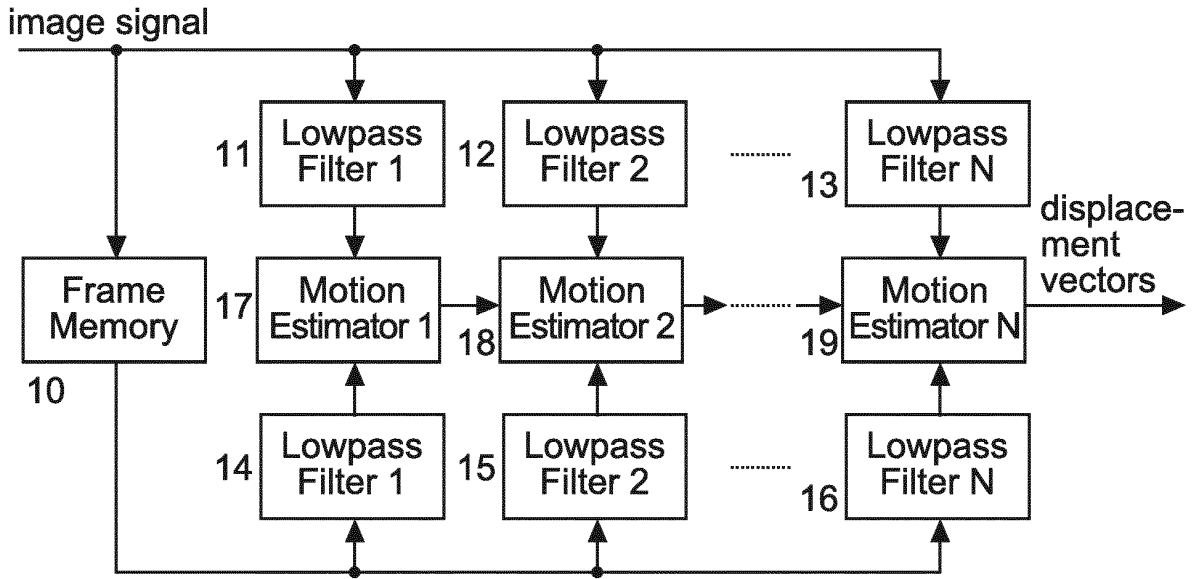 image signal
Lowpass
Filter 1
11
Lowpass
Filter 2
12
Lowpass
Filter N
13
displace-
ment
vectors
Frame
Memory
10
Motion
Estimator 1
17
Motion
Estimator 2
18
Motion
Estimator N
19
Lowpass
Filter 1
14
Lowpass
Filter 2
15
Lowpass
Filter N
16